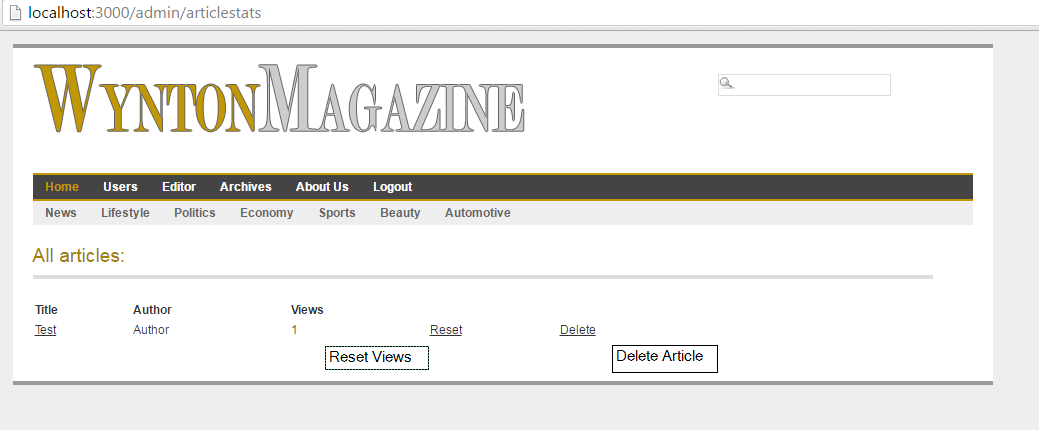 localhost:3000/admin/articlestats
WYNTONMAGAZINE
Home Users Editor Archives About Us Logout
News Lifestyle Politics Economy Sports Beauty Automotive
All articles:
Title Author Views
Test Author 1 Reset Delete
Reset Views Delete Article